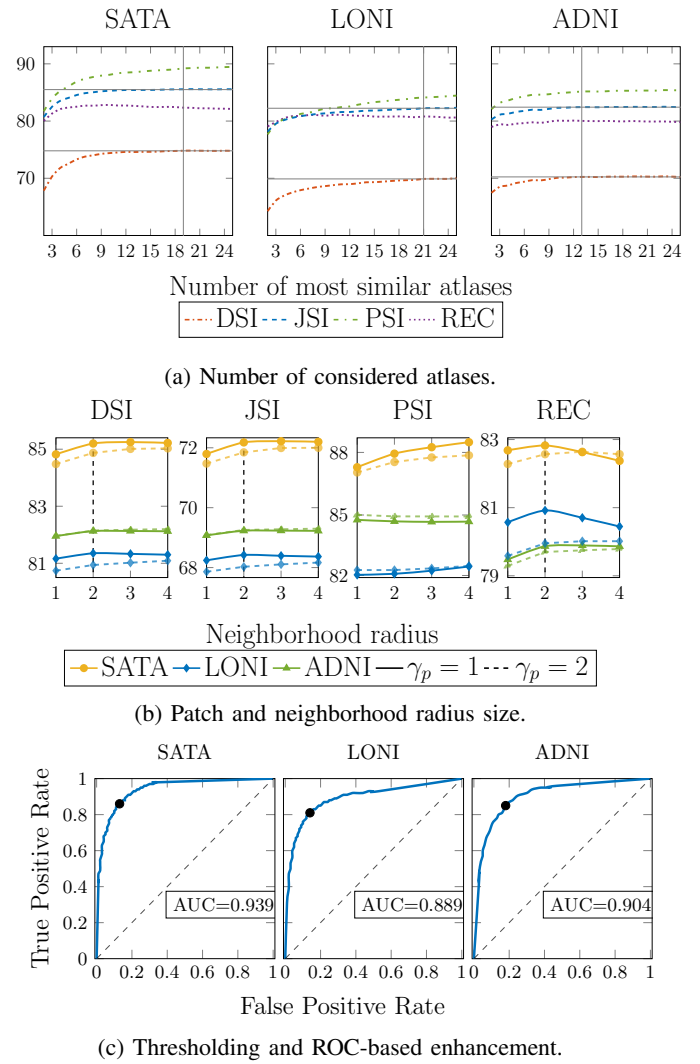 SATA LONI ADNI
90
80
70
3 6 9 12 15 18 21 24 3 6 9 12 15 18 21 24 3 6 9 12 15 18 21 24
Number of most similar atlases
DSI JSI PSI REC
(a) Number of considered atlases.
DSI JSI PSI REC
85 72 88 83
82 70 85 81
81 68 82 79
1 2 3 4 1 2 3 4 1 2 3 4 1 2 3 4
Neighborhood radius
SATA LONI ADNI γp = 1 γp = 2
(b) Patch and neighborhood radius size.
SATA LONI ADNI
True Positive Rate
1
0.8
0.6
0.4
0.2
0
AUC=0.939 AUC=0.889 AUC=0.904
0 0.2 0.4 0.6 0.8 1 0 0.2 0.4 0.6 0.8 1 0 0.2 0.4 0.6 0.8 1
False Positive Rate
(c) Thresholding and ROC-based enhancement.